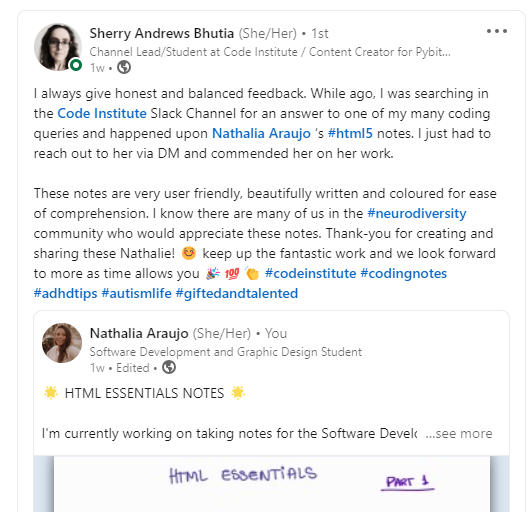 Sherry Andrews Bhutia (She/Her) • 1st
Channel Lead/Student at Code Institute / Content Creator for Pybit...
1w •
I always give honest and balanced feedback. While ago, I was searching in
the Code Institute Slack Channel for an answer to one of my many coding
queries and happened upon Nathalia Araujo 's #html5 notes. I just had to
reach out to her via DM and commended her on her work.
These notes are very user friendly, beautifully written and coloured for ease
of comprehension. I know there are many of us in the #neurodiversity
community who would appreciate these notes. Thank-you for creating and
sharing these Nathalie! 😊 keep up the fantastic work and we look forward
to more as time allows you 🎉 💯 👏 #codeinstitute #codingnotes
#adhdtips #autismlife #giftedandtalented
Nathalia Araujo (She/Her) • You
Software Development and Graphic Design Student
1w • Edited •
🌟 HTML ESSENTIALS NOTES 🌟
I'm currently working on taking notes for the Software Develo ...see more
HTML ESSENTIALS
PART 1